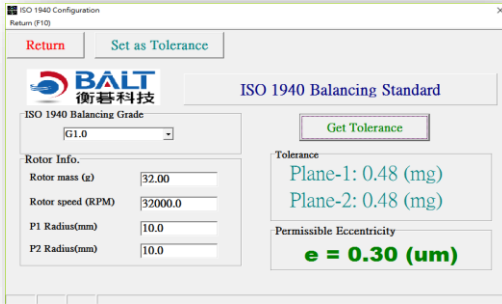 ISO 1940 Configuration
Return (F10)
Return
Set as Tolerance
BALT
衡碁科技
ISO 1940 Balancing Standard
ISO 1940 Balancing Grade
G1.0
Get Tolerance
Rotor Info.
Rotor mass (g) 32.00
Rotor speed (RPM) 32000.0
P1 Radius(mm) 10.0
P2 Radius(mm) 10.0
Tolerance
Plane-1: 0.48 (mg)
Plane-2: 0.48 (mg)
Permissible Eccentricity
e = 0.30 (um)